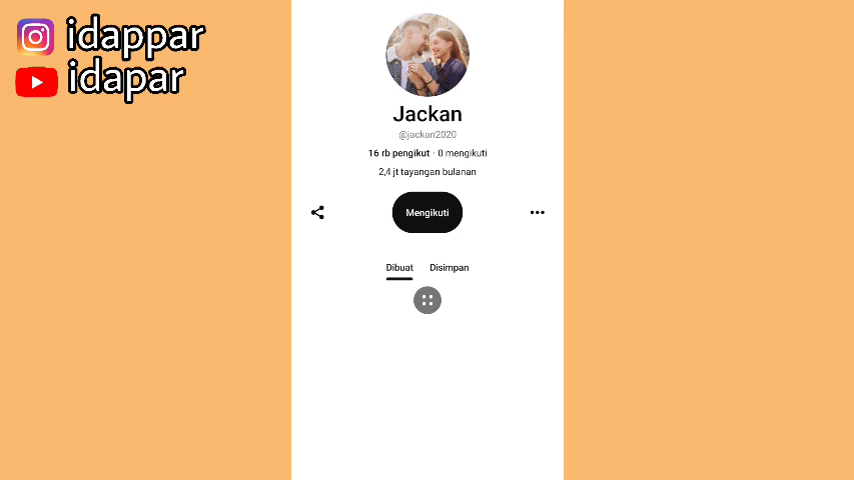 idappar
idapar
Jackan
@jackan2020
16 rb pengikut · 0 mengikuti
2,4 jt tayangan bulanan
Mengikuti
Dibuat Disimpan